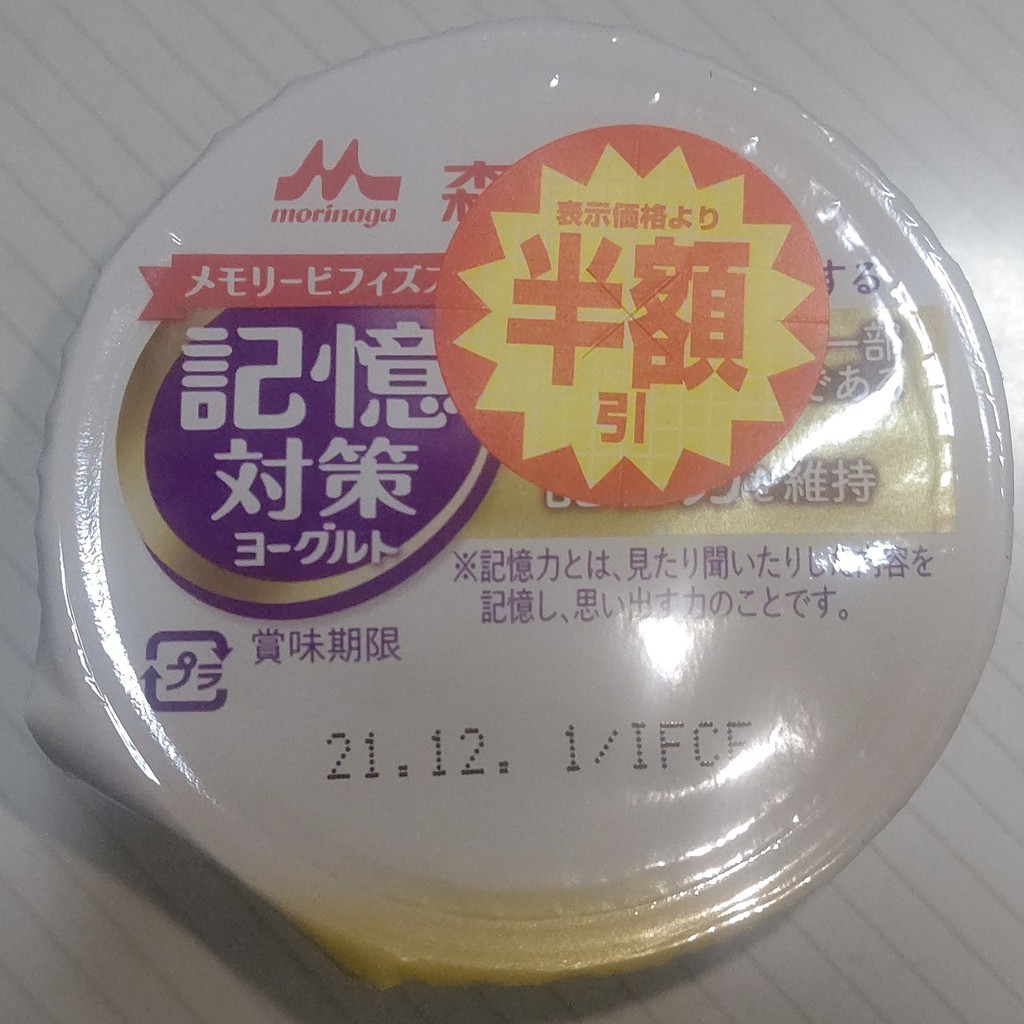 morinaga 森
表示価格より
半額
引
メモリービフィズス
する
記憶
一部
である
対策
力を維持
ヨーグルト
※記憶力とは、見たり聞いたりした内容を
記憶し、思い出す力のことです。
プラ
賞味期限
21.12. 1/IFCF